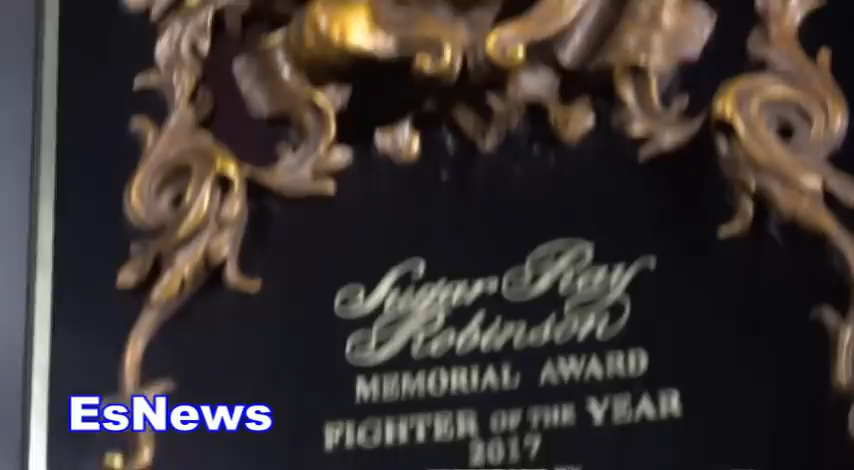 Sugar Ray
Robinson
MEMORIAL AWARD
FIGHTER OF THE YEAR
2017
EsNews